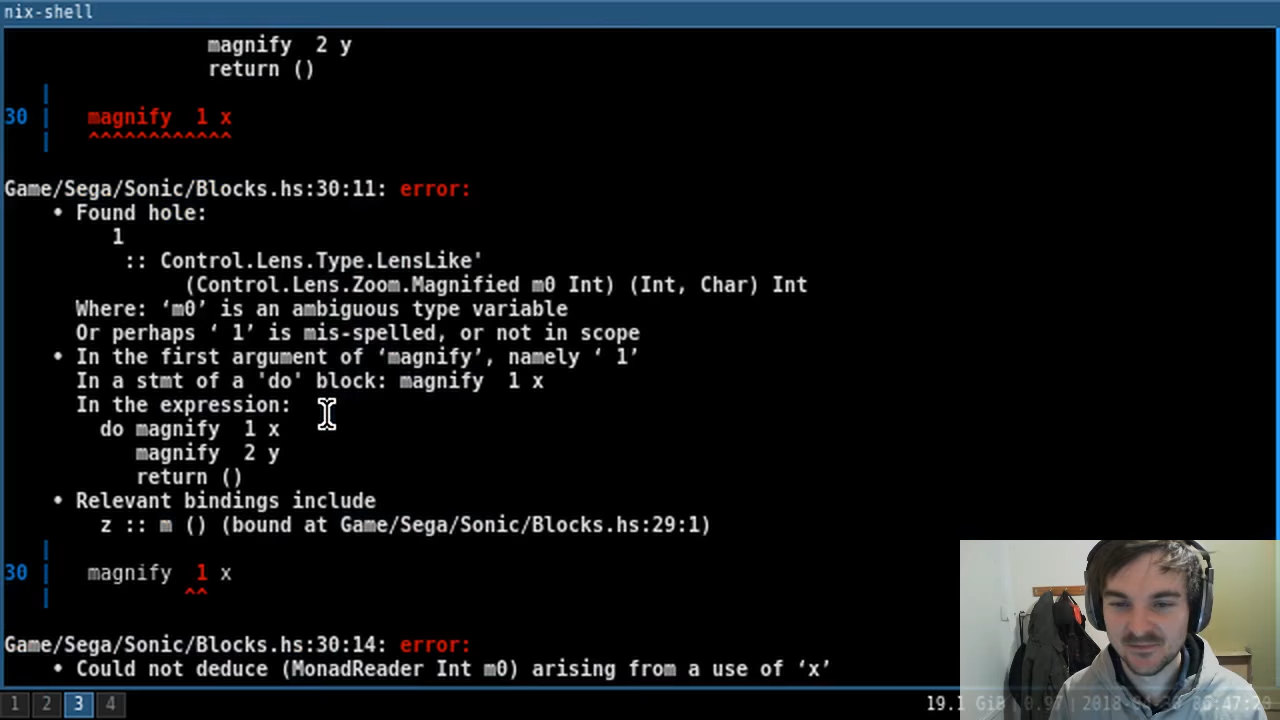 nix-shell
magnify  2 y
return ()
|
30 |   magnify  1 x
|   ^^^^^^^^^^^^
Game/Sega/Sonic/Blocks.hs:30:11: error:
• Found hole:
1
:: Control.Lens.Type.LensLike'
(Control.Lens.Zoom.Magnified m0 Int) (Int, Char) Int
Where: ‘m0’ is an ambiguous type variable
Or perhaps ‘ 1’ is mis-spelled, or not in scope
• In the first argument of ‘magnify’, namely ‘ 1’
In a stmt of a 'do' block: magnify  1 x
In the expression:
do magnify  1 x
magnify  2 y
return ()
• Relevant bindings include
z :: m () (bound at Game/Sega/Sonic/Blocks.hs:29:1)
|
30 |   magnify  1 x
|           ^^
Game/Sega/Sonic/Blocks.hs:30:14: error:
• Could not deduce (MonadReader Int m0) arising from a use of ‘x’
1 2 3 4 19.1 GiB | 0.97 |